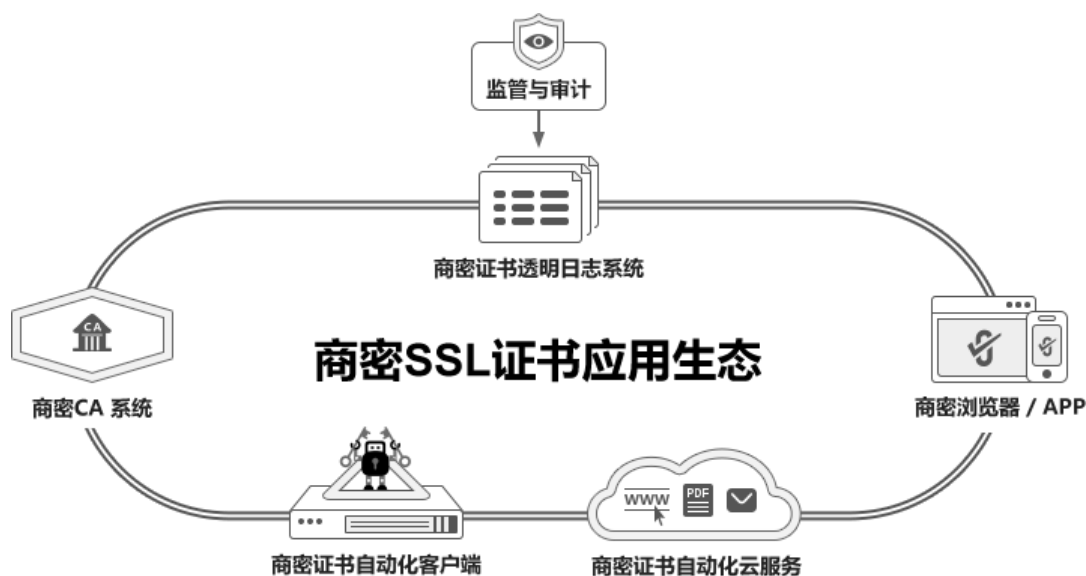 监管与审计
商密证书透明日志系统
CA
商密SSL证书应用生态
商密CA 系统
商密浏览器 / APP
WWW
PDF
商密证书自动化客户端
商密证书自动化云服务